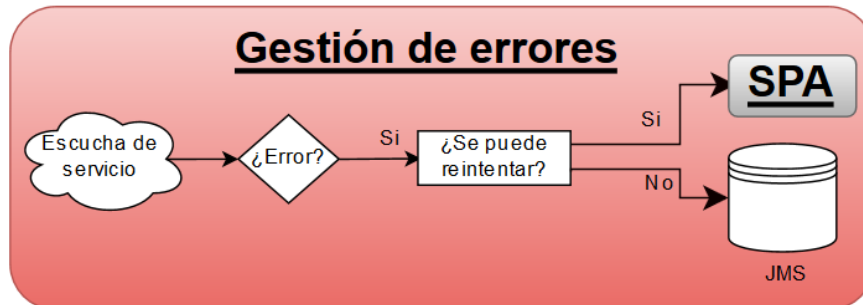 Gestión de errores
Escucha de
servicio
¿Error?
Si
¿Se puede
reintentar?
Si
SPA
No
JMS